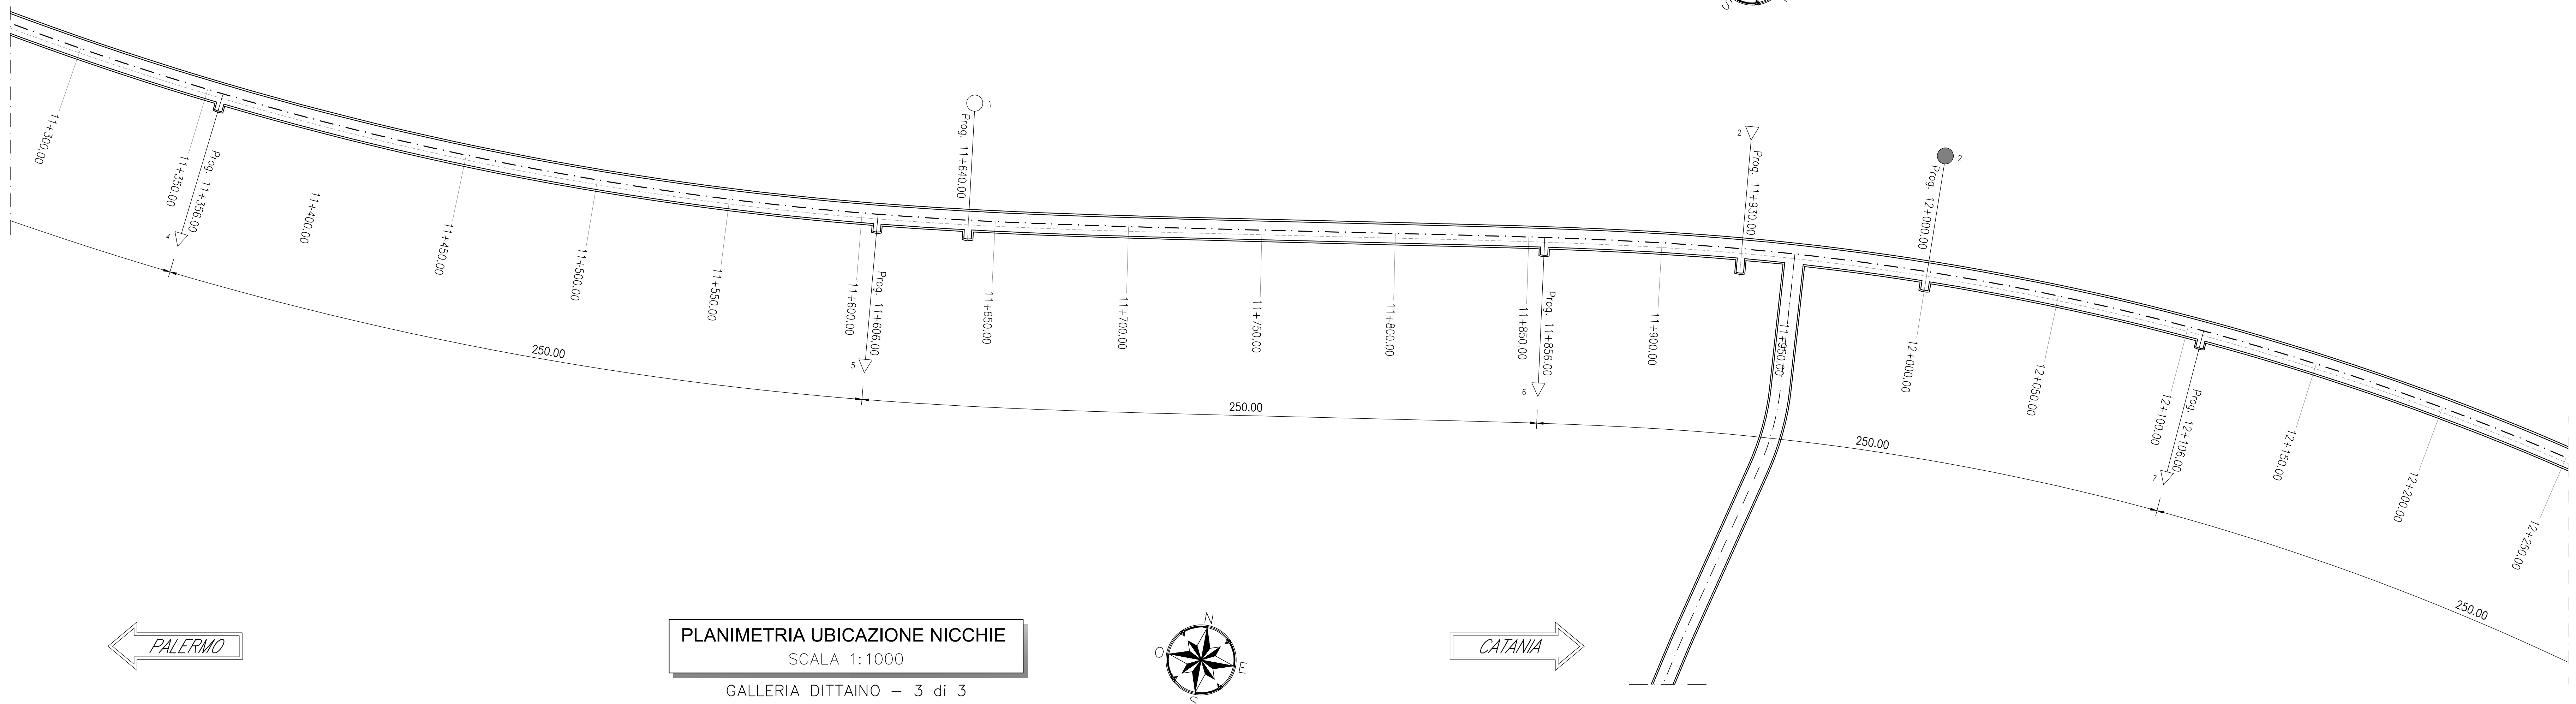 S
11+300.00
11+350.00
Prog. 11+356.00
4
11+400.00
11+450.00
11+500.00
250.00
11+550.00
11+600.00
Prog. 11+606.00
5
Prog. 11+640.00
1
11+650.00
11+700.00
11+750.00
250.00
11+800.00
11+850.00
Prog. 11+856.00
6
11+900.00
2
Prog. 11+930.00
11+950.00
250.00
Prog. 12+000.00
2
12+000.00
12+050.00
12+100.00
Prog. 12+106.00
7
12+150.00
12+200.00
12+250.00
250.00
PALERMO
PLANIMETRIA UBICAZIONE NICCHIE
SCALA 1:1000
GALLERIA DITTAINO – 3 di 3
N
O
E
S
CATANIA